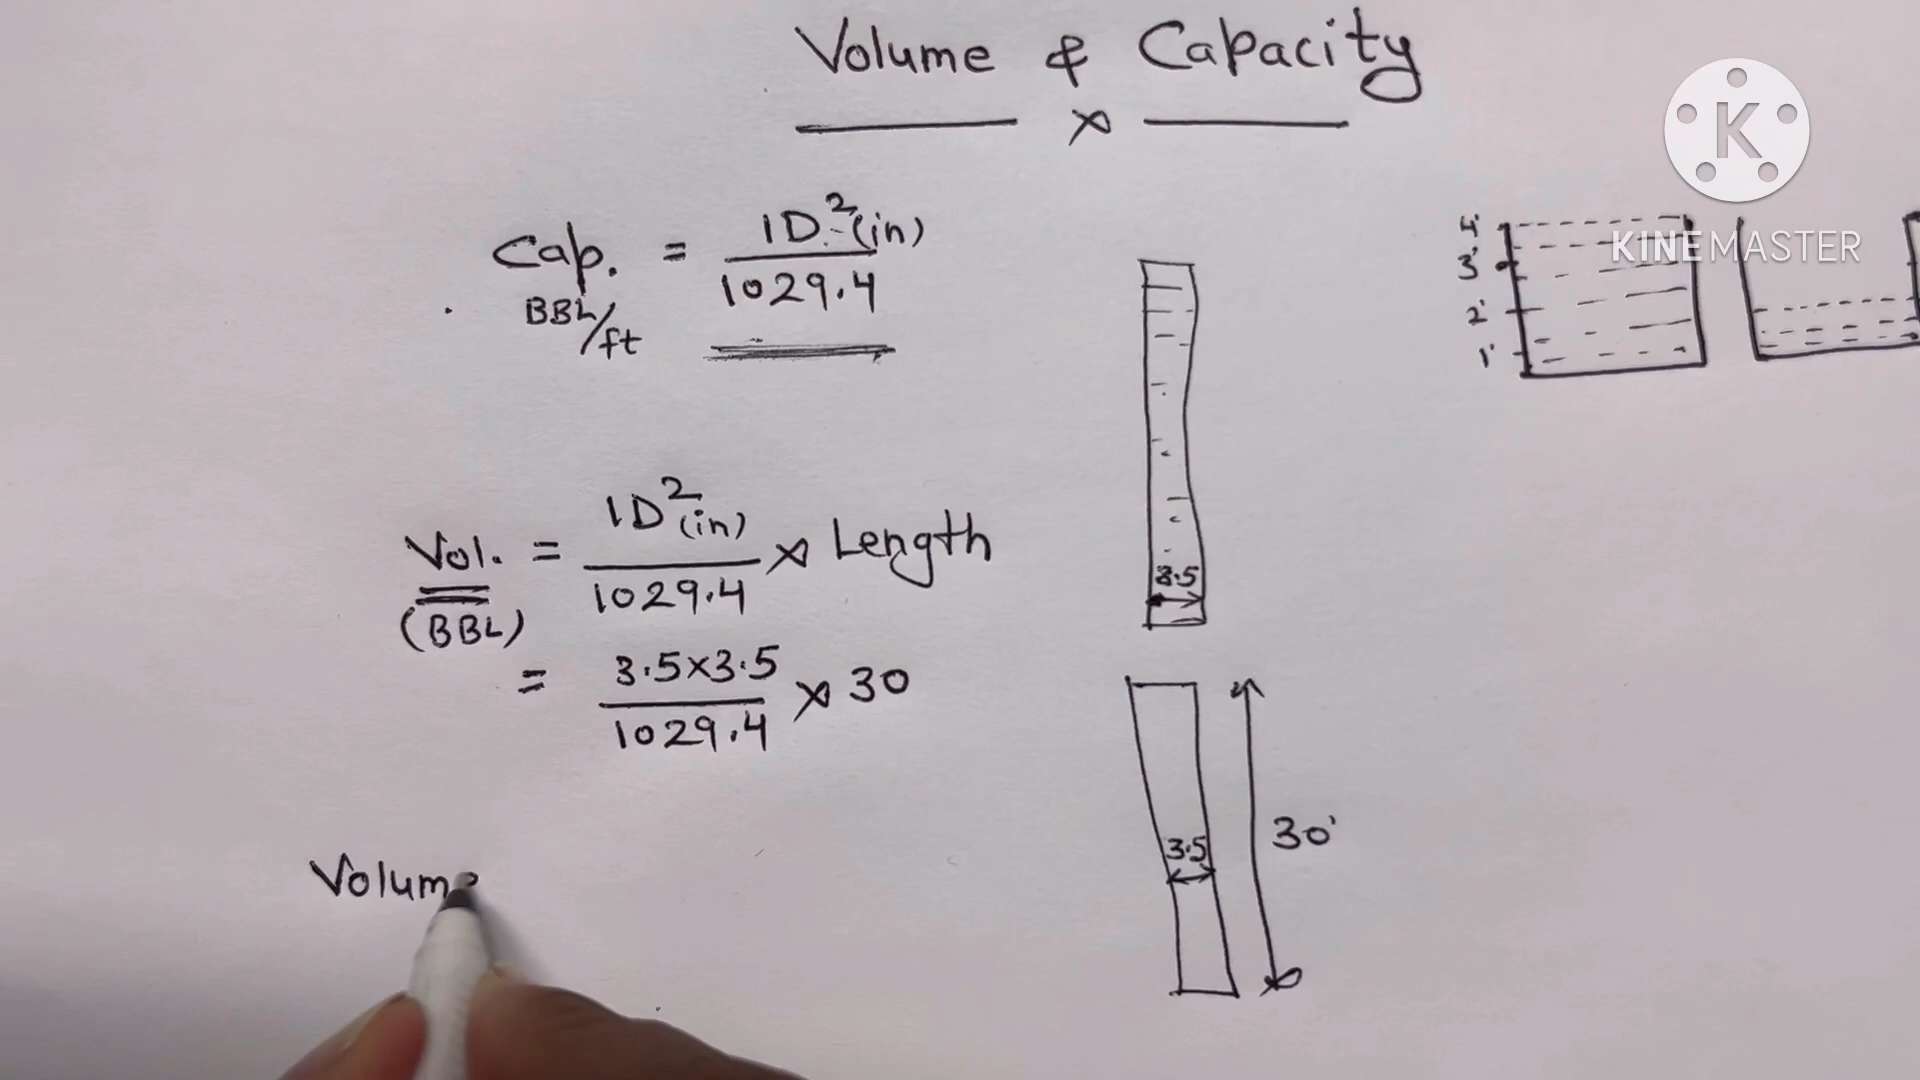 Volume & Capacity
x
Cap. = ID²(in)
1029.4
BBL/ft
Vol. = ID²(in) × Length
1029.4
(BBL)
= 3.5×3.5 × 30
1029.4
Volume
3.5
3.5
30'
4'
3'
2'
1'
K
KINEMASTER